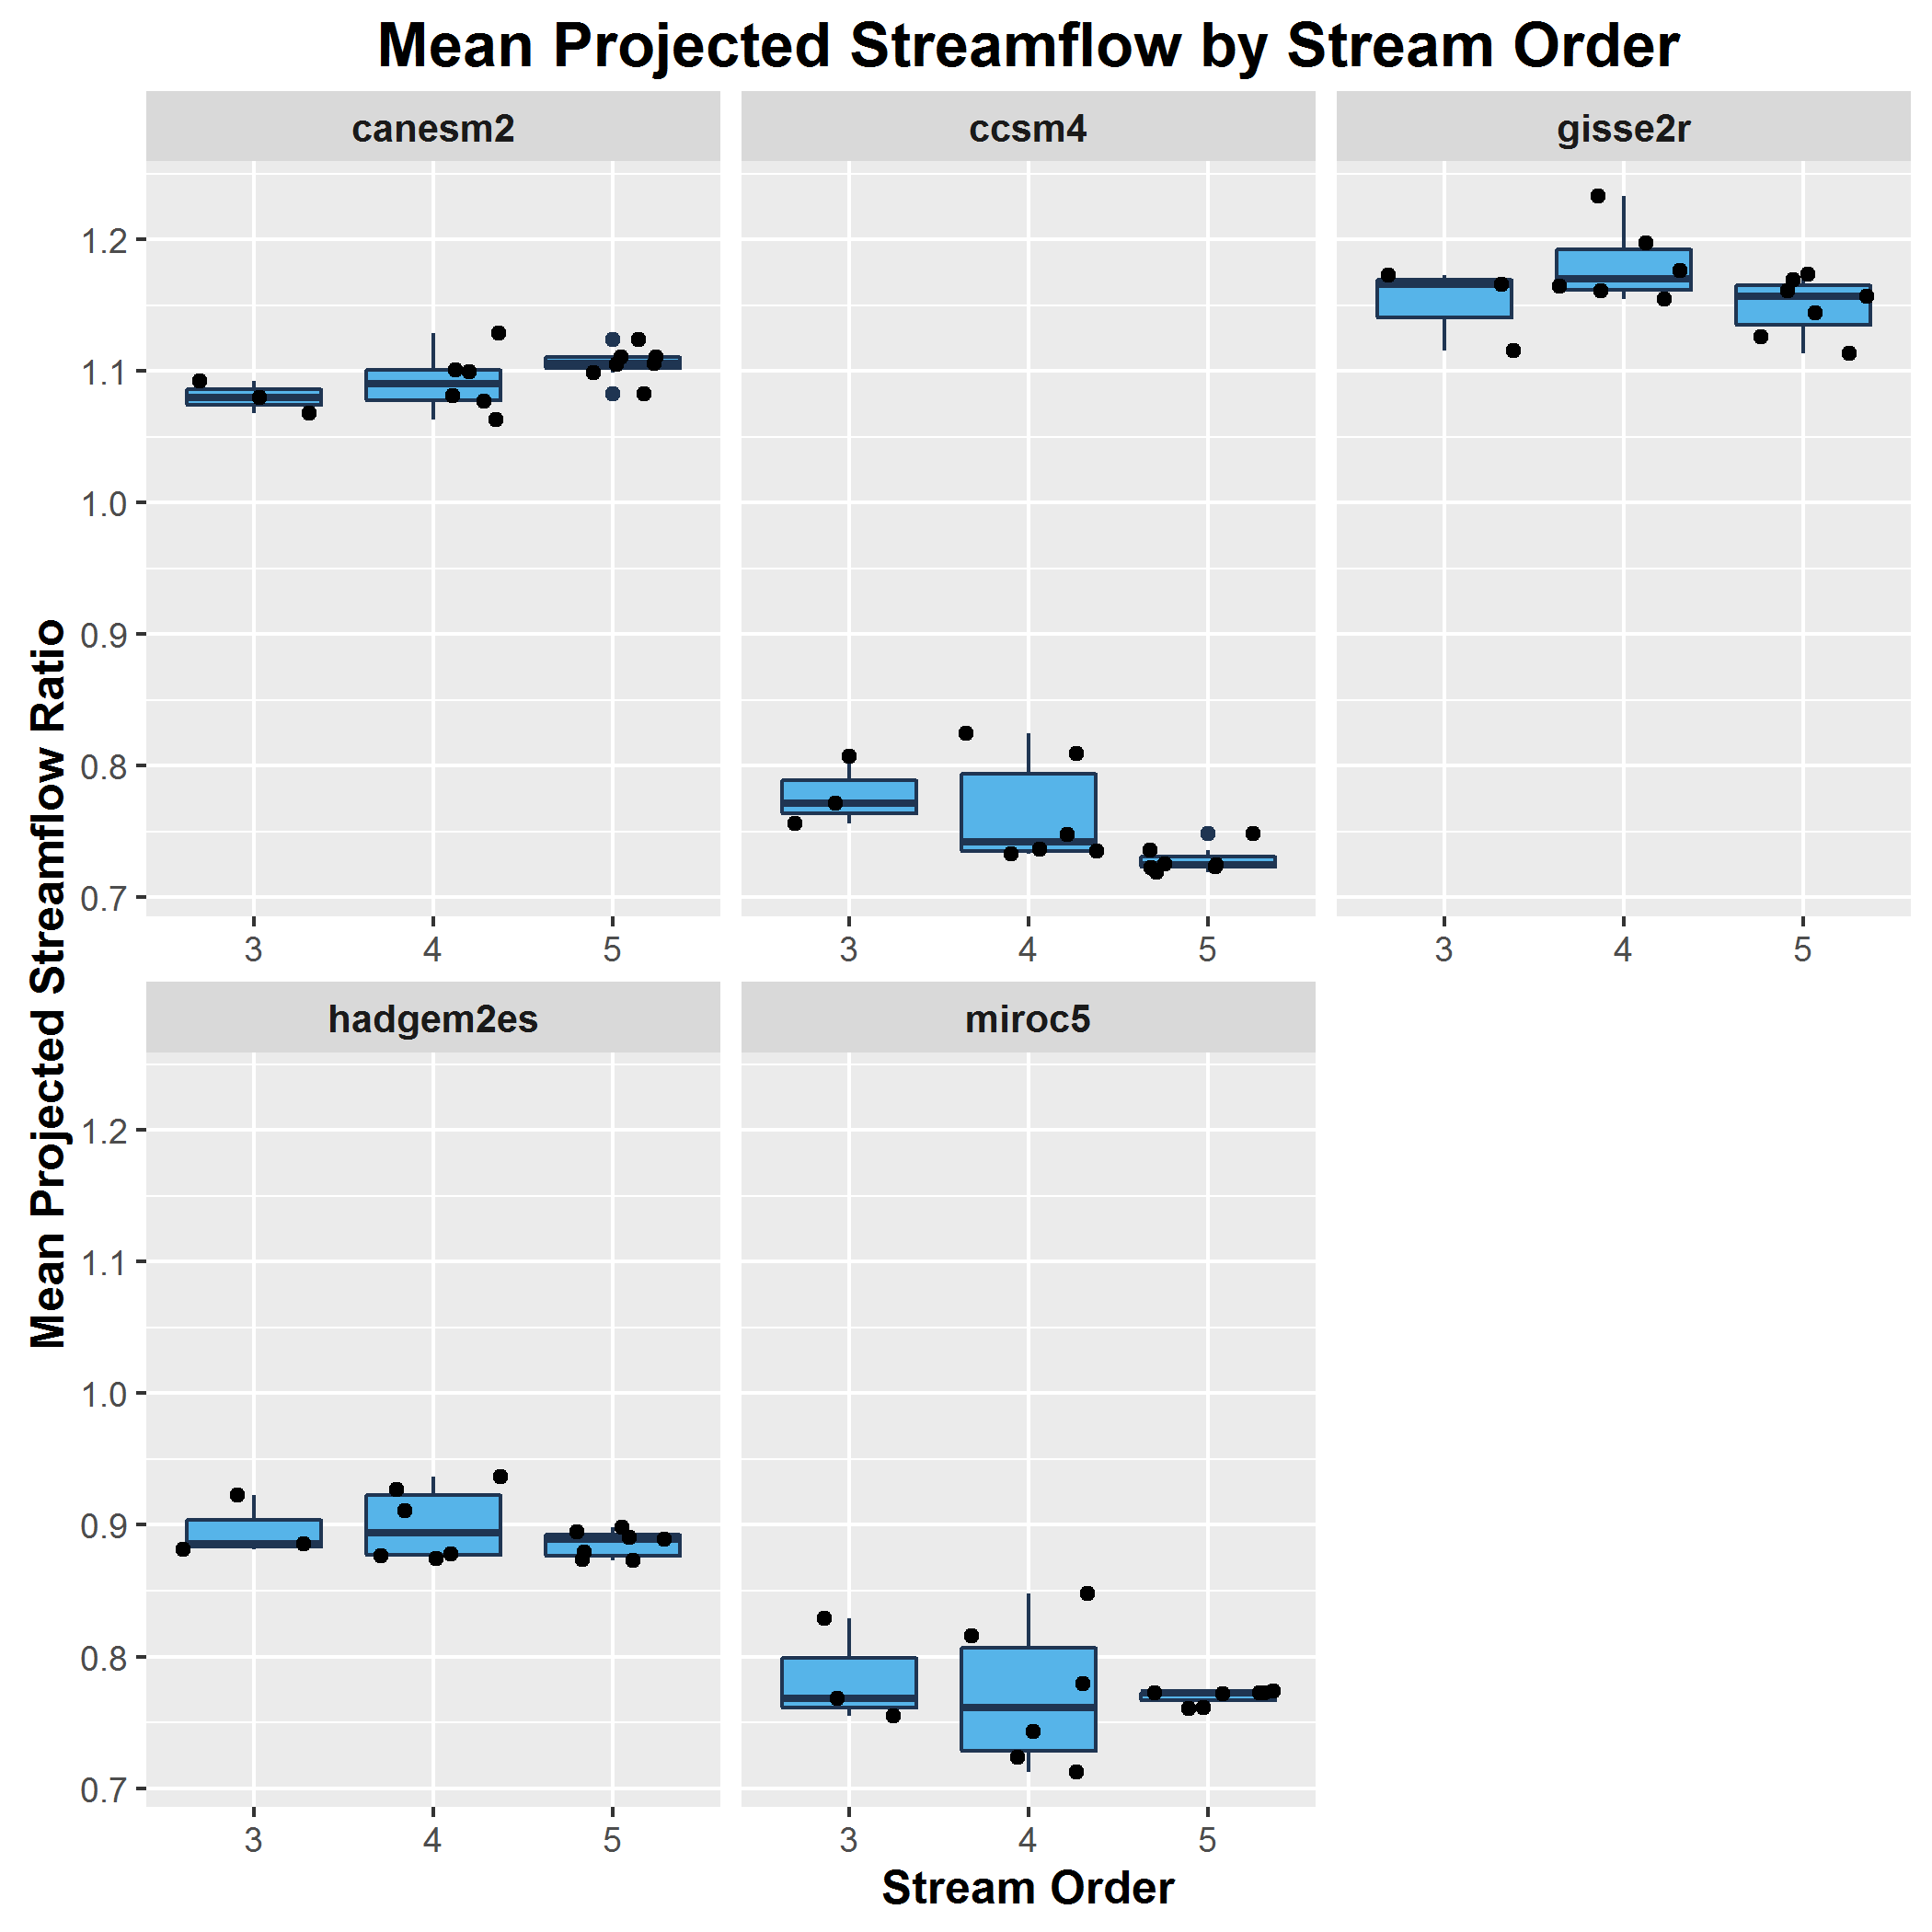 Mean Projected Streamflow by Stream Order
canesm2
ccsm4
gisse2r
1.2
1.1
1.0
0.9
0.8
0.7
3 4 5
3 4 5
3 4 5
Mean Projected Streamflow Ratio
hadgem2es
miroc5
1.2
1.1
1.0
0.9
0.8
0.7
3 4 5
3 4 5
Stream Order